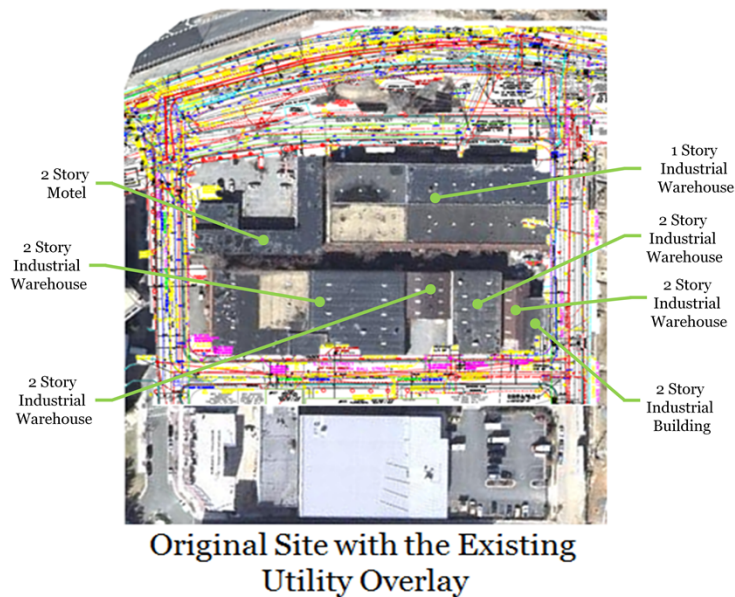 1 Story
Industrial
Warehouse
2 Story
Motel
2 Story
Industrial
Warehouse
2 Story
Industrial
Warehouse
2 Story
Industrial
Warehouse
2 Story
Industrial
Warehouse
2 Story
Industrial
Building
Original Site with the Existing
Utility Overlay